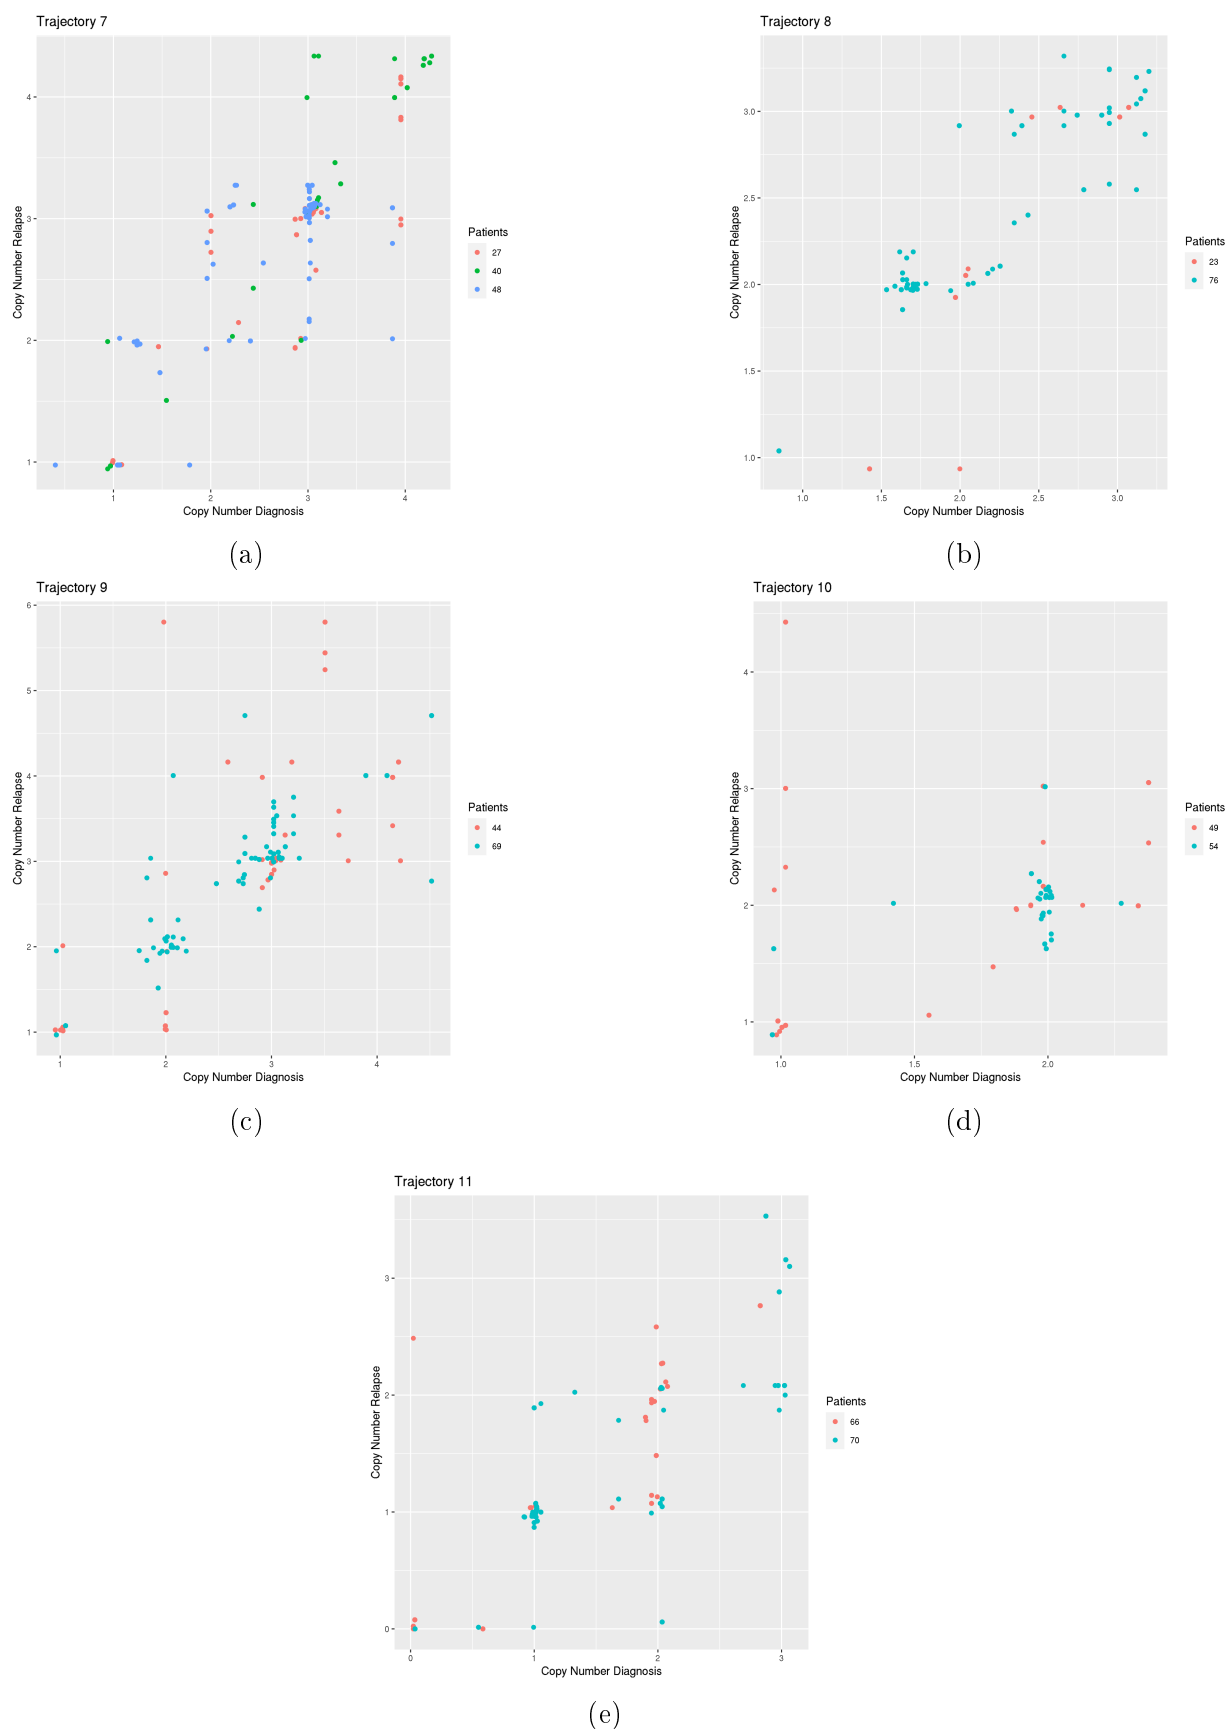 Trajectory 7
Copy Number Relapse
4
3
2
1
1 2 3 4
Copy Number Diagnosis
Patients
27
40
48
(a)
Trajectory 8
Copy Number Relapse
3.0
2.5
2.0
1.5
1.0
1.0 1.5 2.0 2.5 3.0
Copy Number Diagnosis
Patients
23
76
(b)
Trajectory 9
Copy Number Relapse
6
5
4
3
2
1
1 2 3 4
Copy Number Diagnosis
Patients
44
69
(c)
Trajectory 10
Copy Number Relapse
4
3
2
1
1.0 1.5 2.0
Copy Number Diagnosis
Patients
49
54
(d)
Trajectory 11
Copy Number Relapse
3
2
1
0
0 1 2 3
Copy Number Diagnosis
Patients
66
70
(e)